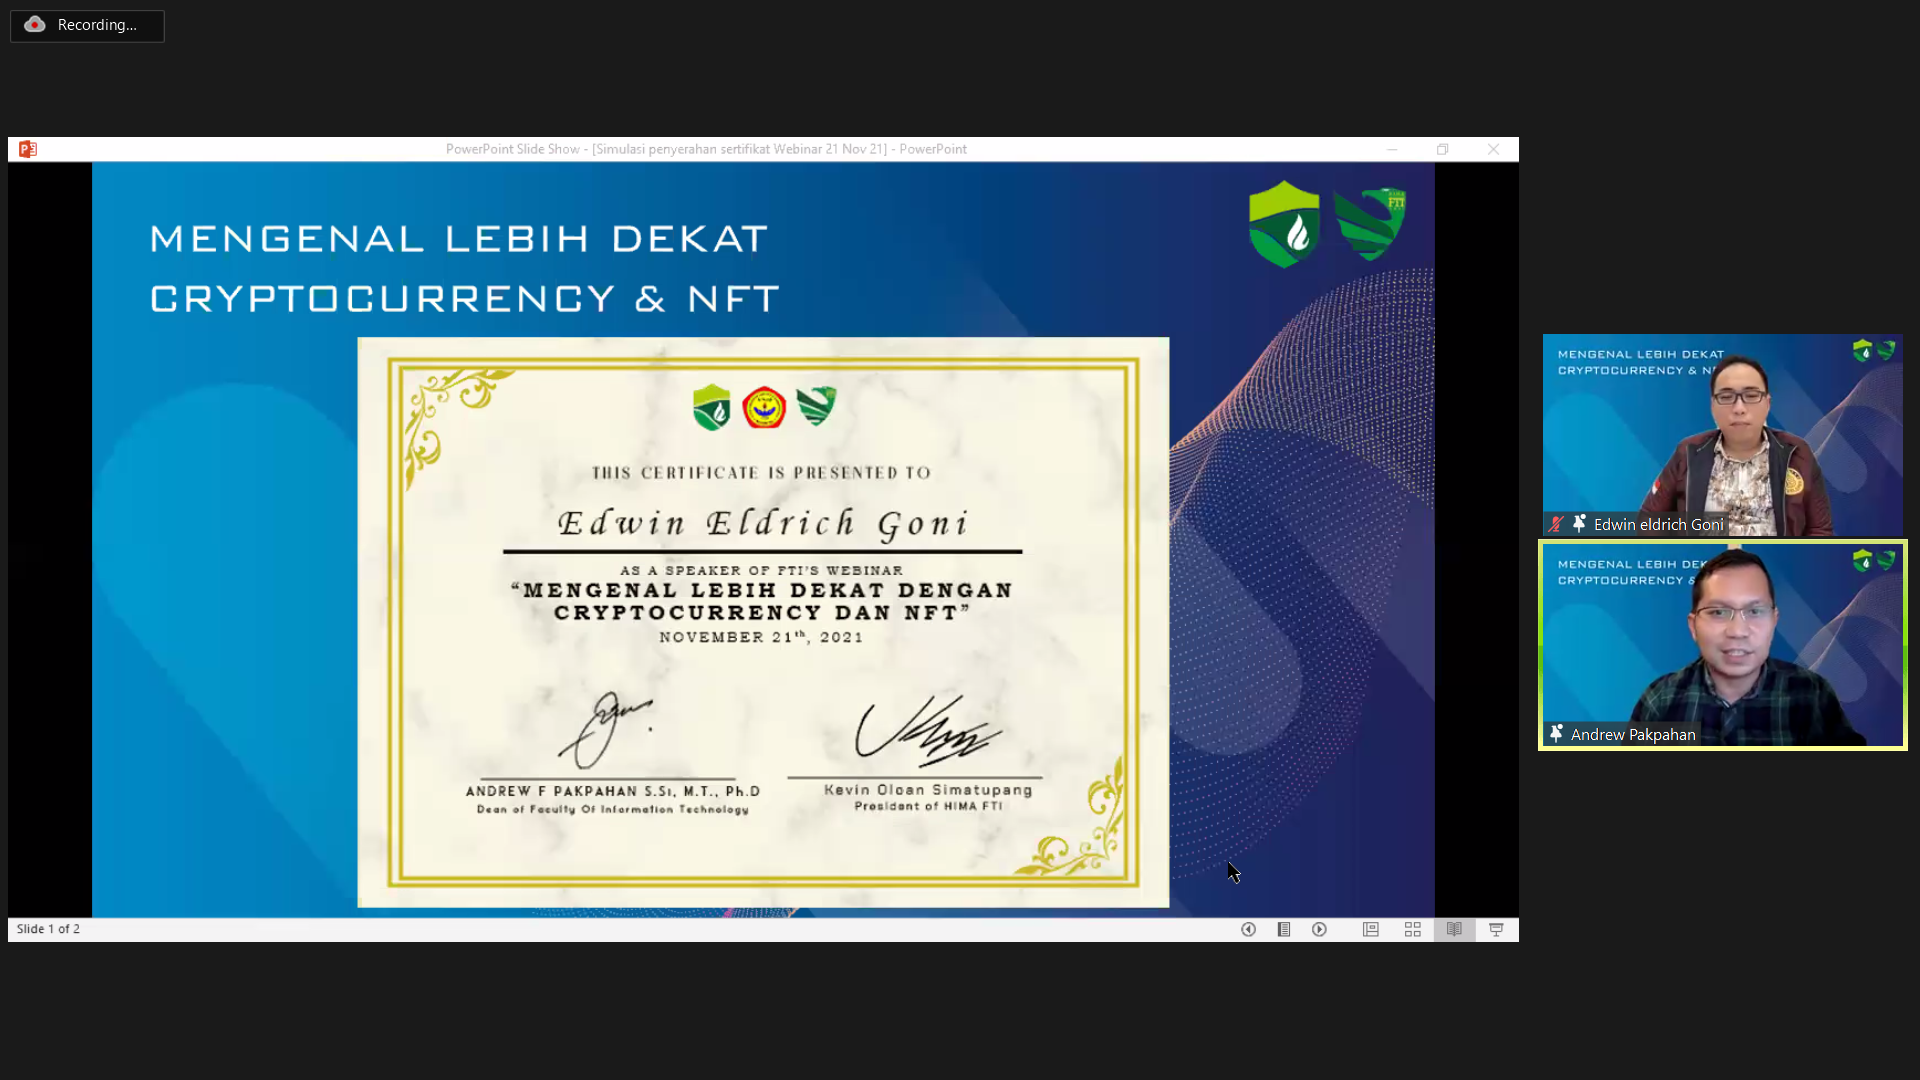 Recording...
PowerPoint Slide Show - [Simulasi penyerahan sertifikat Webinar 21 Nov 21] - PowerPoint
MENGENAL LEBIH DEKAT
CRYPTOCURRENCY & NFT
FTI
THIS CERTIFICATE IS PRESENTED TO
Edwin Eldrich Goni
AS A SPEAKER OF FTI'S WEBINAR
“MENGENAL LEBIH DEKAT DENGAN
CRYPTOCURRENCY DAN NFT”
NOVEMBER 21th, 2021
ANDREW F PAKPAHAN S.Si, M.T., Ph.D
Dean of Faculty Of Information Technology
Kevin Oloan Simatupang
President of HIMA FTI
Slide 1 of 2
MENGENAL LEBIH DEKAT
CRYPTOCURRENCY & NF
Edwin eldrich Goni
MENGENAL LEBIH DEK
CRYPTOCURRENCY &
Andrew Pakpahan